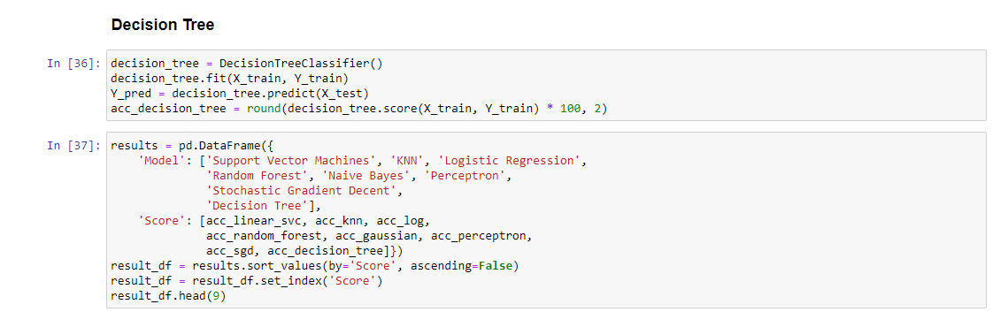 Decision Tree
In [36]: decision_tree = DecisionTreeClassifier()
decision_tree.fit(X_train, Y_train)
Y_pred = decision_tree.predict(X_test)
acc_decision_tree = round(decision_tree.score(X_train, Y_train) * 100, 2)
In [37]: results = pd.DataFrame({
    'Model': ['Support Vector Machines', 'KNN', 'Logistic Regression',
              'Random Forest', 'Naive Bayes', 'Perceptron',
              'Stochastic Gradient Decent',
              'Decision Tree'],
    'Score': [acc_linear_svc, acc_knn, acc_log,
              acc_random_forest, acc_gaussian, acc_perceptron,
              acc_sgd, acc_decision_tree]})
result_df = results.sort_values(by='Score', ascending=False)
result_df = result_df.set_index('Score')
result_df.head(9)